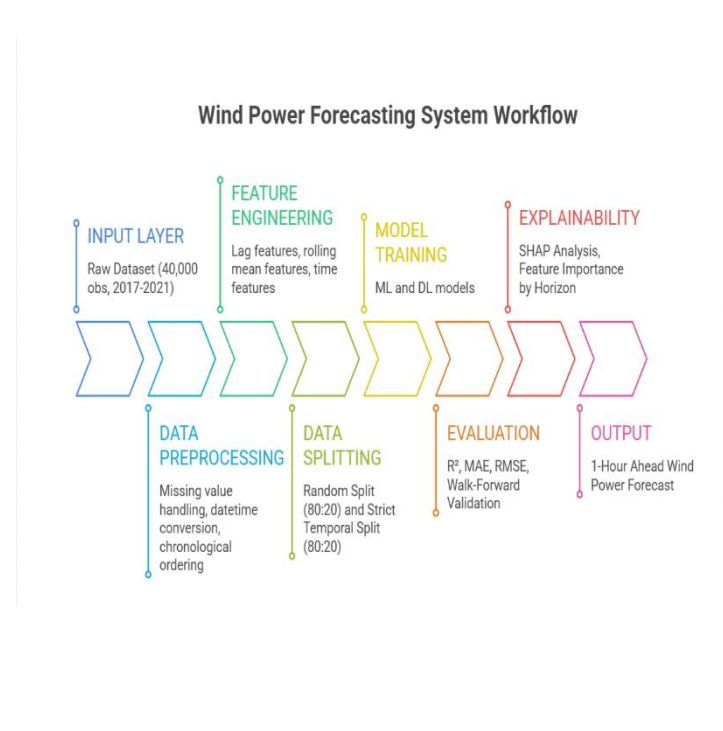 Wind Power Forecasting System Workflow
INPUT LAYER
Raw Dataset (40,000
obs, 2017-2021)
DATA
PREPROCESSING
Missing value
handling, datetime
conversion,
chronological
ordering
FEATURE
ENGINEERING
Lag features, rolling
mean features, time
features
DATA
SPLITTING
Random Split
(80:20) and Strict
Temporal Split
(80:20)
MODEL
TRAINING
ML and DL models
EVALUATION
R², MAE, RMSE,
Walk-Forward
Validation
EXPLAINABILITY
SHAP Analysis,
Feature Importance
by Horizon
OUTPUT
1-Hour Ahead Wind
Power Forecast